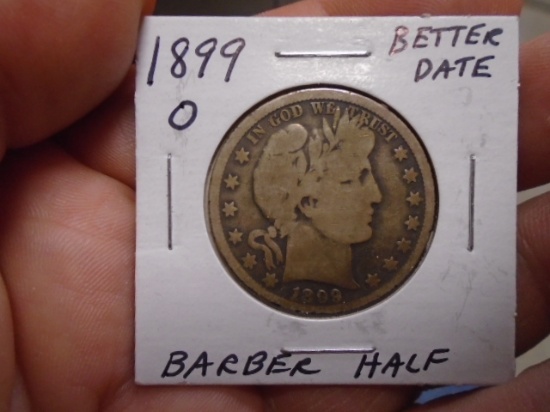 1899 BETTER
O DATE
IN GOD WE TRUST
1899
BARBER HALF